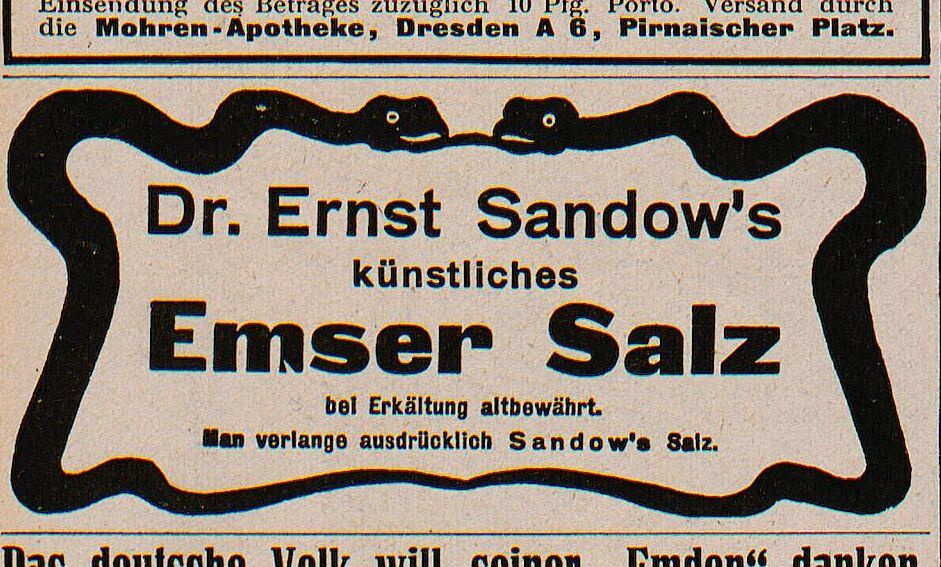 Einsendung des Betrages zuzüglich 10 Pfg. Porto. Versand durch
die Mohren-Apotheke, Dresden A 6, Pirnaischer Platz.
Dr. Ernst Sandow's
künstliches
Emser Salz
bei Erkältung altbewährt.
Man verlange ausdrücklich Sandow's Salz.
Das deutsche Volk will seiner „Emden“ danken